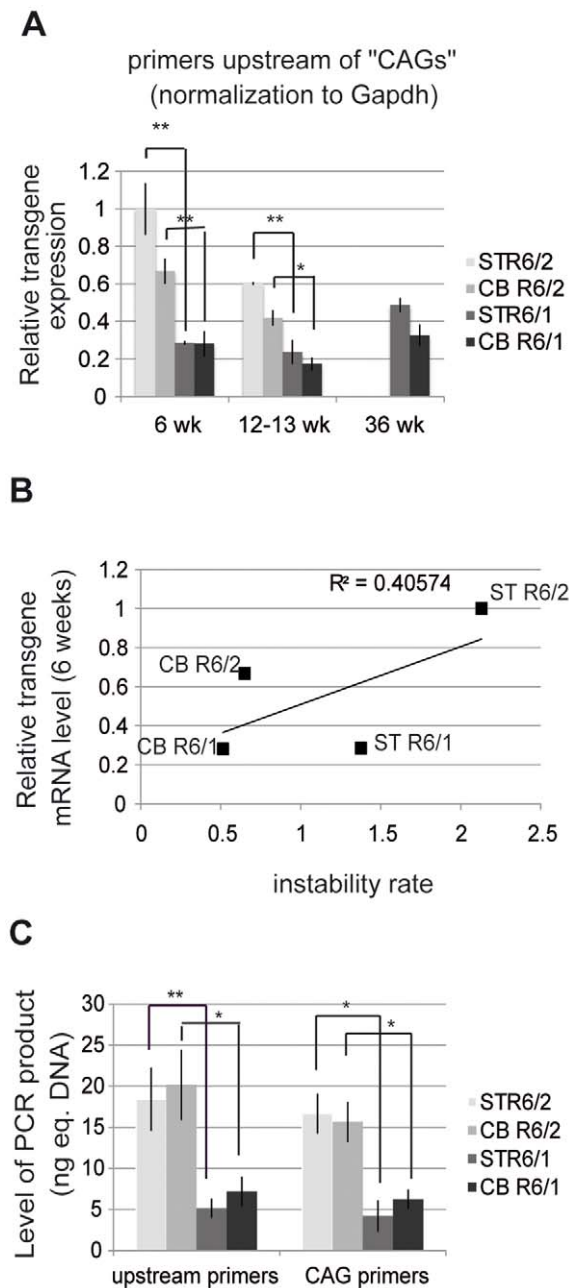 A
primers upstream of "CAGs"
(normalization to Gapdh)
Relative transgene
expression
1.2
1
0.8
0.6
0.4
0.2
0
**
**
**
*
6 wk
12-13 wk
36 wk
STR6/2
CB R6/2
STR6/1
CB R6/1
B
Relative transgene
mRNA level (6 weeks)
1.2
1
0.8
0.6
0.4
0.2
0
R² = 0.40574
ST R6/2
CB R6/2
CB R6/1
ST R6/1
0
0.5
1
1.5
2
2.5
instability rate
C
Level of PCR product
(ng eq. DNA)
30
25
20
15
10
5
0
**
*
*
*
upstream primers
CAG primers
STR6/2
CB R6/2
STR6/1
CB R6/1